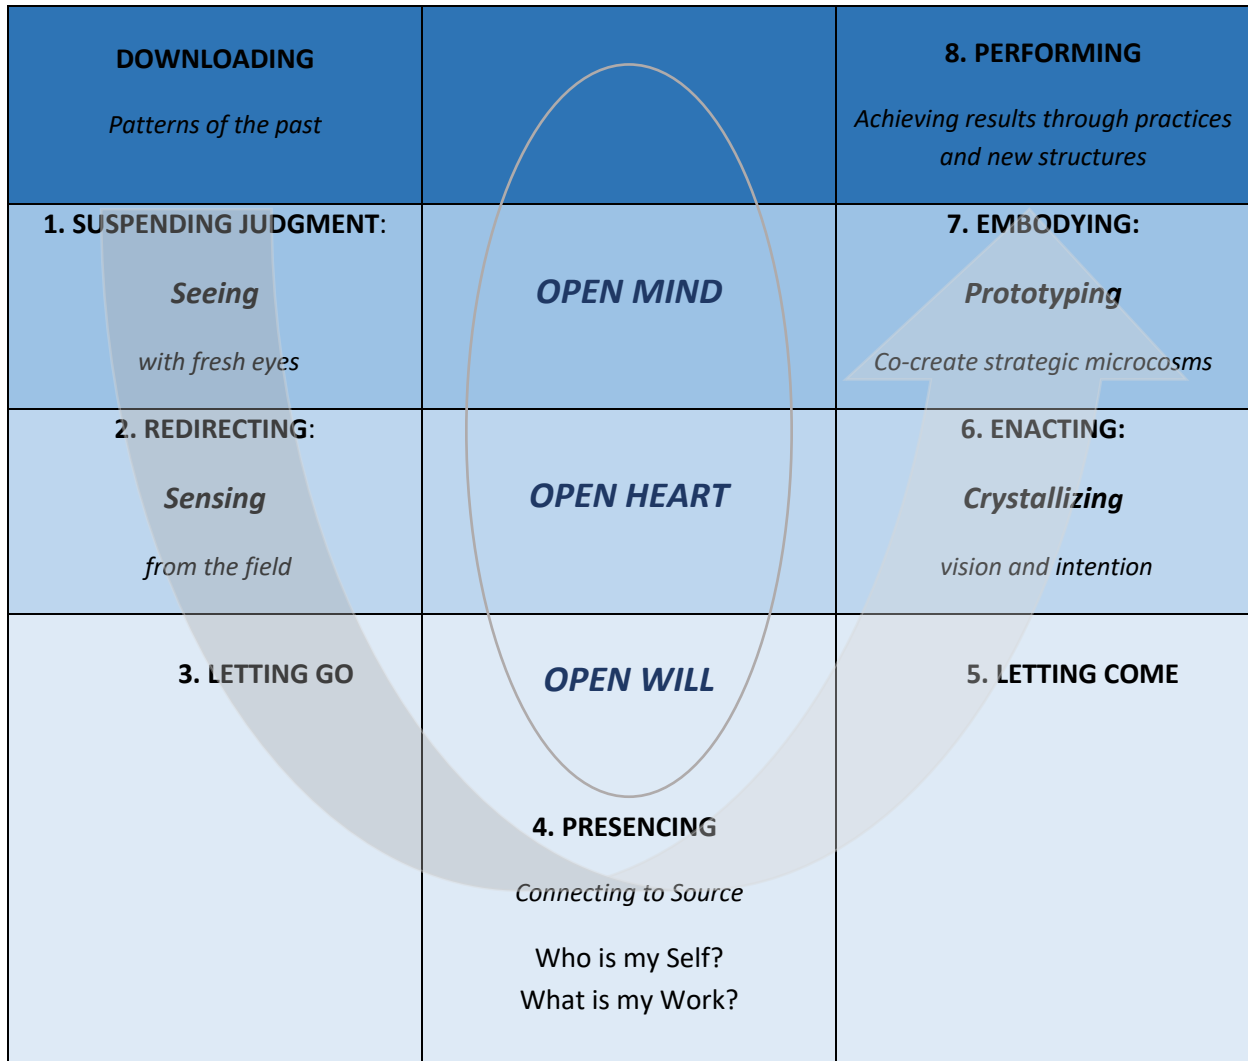 DOWNLOADING
Patterns of the past
8. PERFORMING
Achieving results through practices
and new structures
1. SUSPENDING JUDGMENT:
Seeing
with fresh eyes
OPEN MIND
7. EMBODYING:
Prototyping
Co-create strategic microcosms
2. REDIRECTING:
Sensing
from the field
OPEN HEART
6. ENACTING:
Crystallizing
vision and intention
3. LETTING GO
OPEN WILL
4. PRESENCING
Connecting to Source
Who is my Self?
What is my Work?
5. LETTING COME